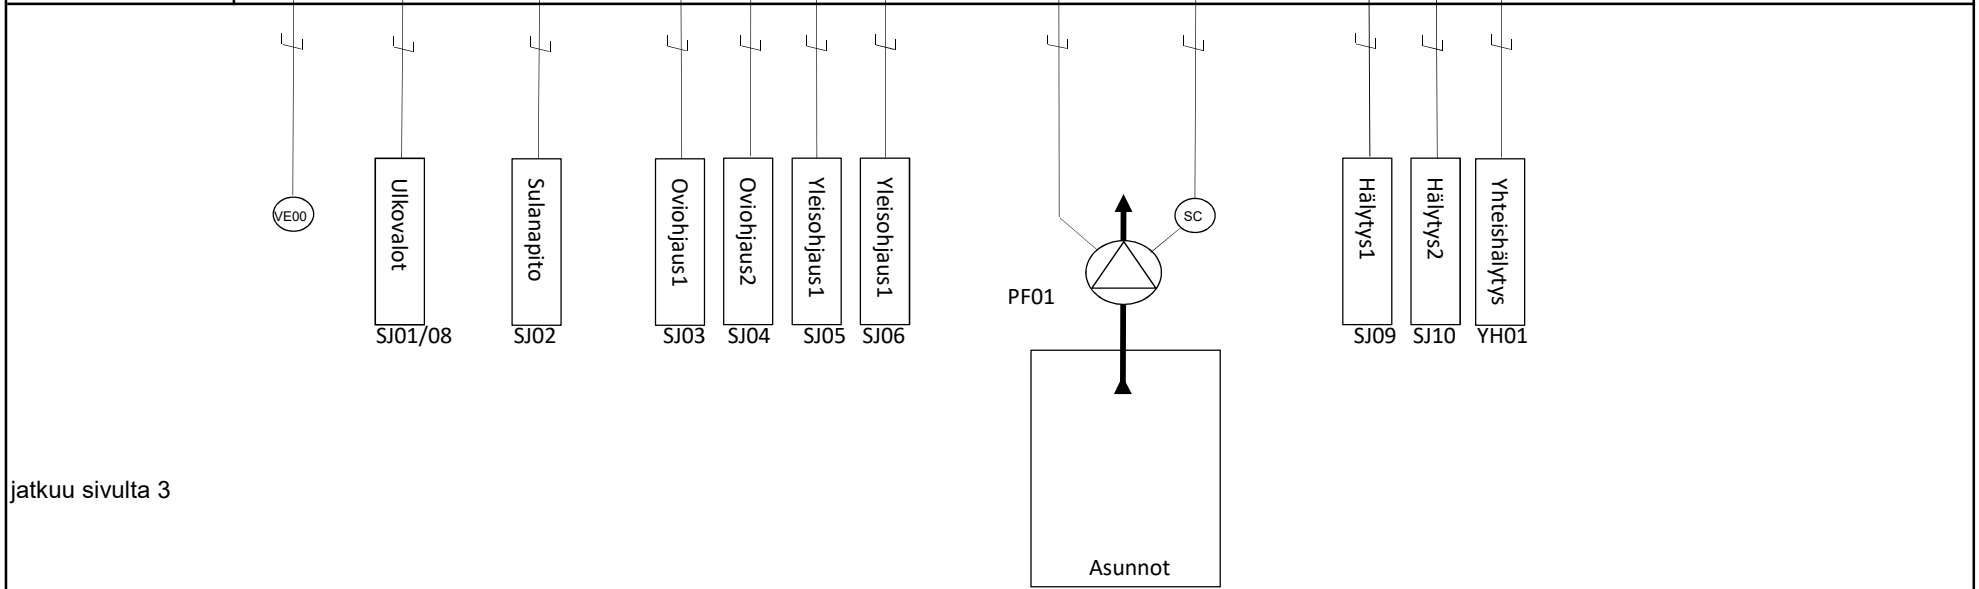 VE00
Ulkovalot
SJ01/08
Sulanapito
SJ02
Oviohjaus1
SJ03
Oviohjaus2
SJ04
Yleisohjaus1
SJ05
Yleisohjaus1
SJ06
PF01
SC
Asunnot
Hälytys1
SJ09
Hälytys2
SJ10
Yhteishälytys
YH01
jatkuu sivulta 3